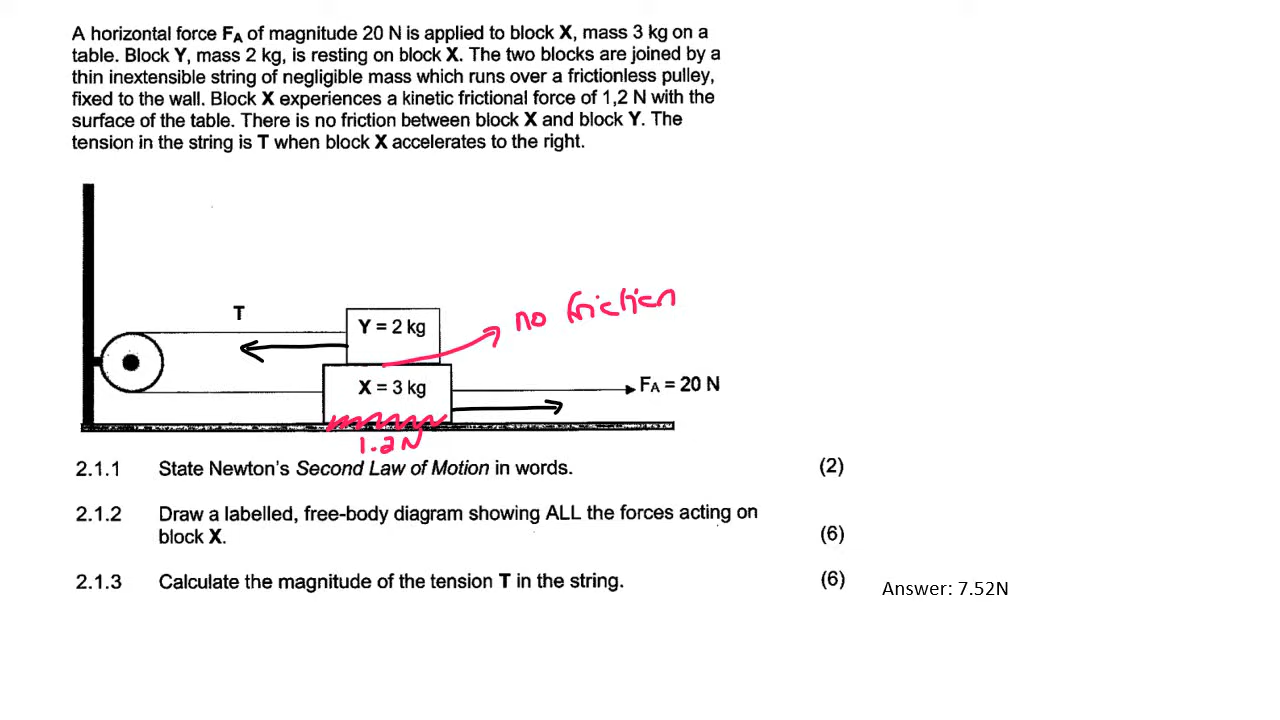 A horizontal force FA of magnitude 20 N is applied to block X, mass 3 kg on a
table. Block Y, mass 2 kg, is resting on block X. The two blocks are joined by a
thin inextensible string of negligible mass which runs over a frictionless pulley,
fixed to the wall. Block X experiences a kinetic frictional force of 1,2 N with the
surface of the table. There is no friction between block X and block Y. The
tension in the string is T when block X accelerates to the right.
T
Y = 2 kg
no friction
X = 3 kg
FA = 20 N
1.2N
2.1.1 State Newton's Second Law of Motion in words. (2)
2.1.2 Draw a labelled, free-body diagram showing ALL the forces acting on
block X. (6)
2.1.3 Calculate the magnitude of the tension T in the string. (6) Answer: 7.52N